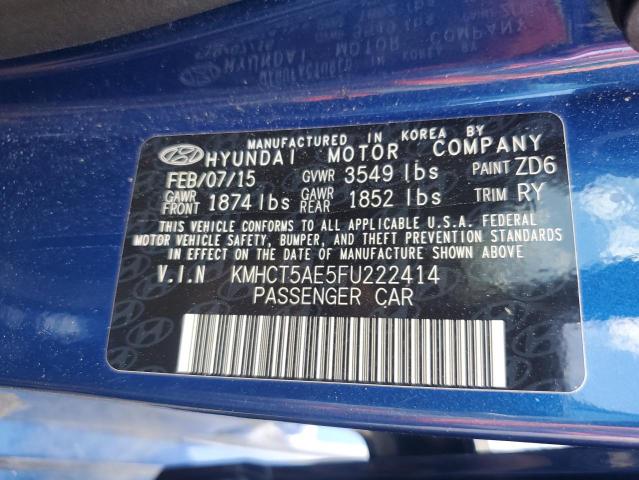 MANUFACTURED IN KOREA BY
HYUNDAI MOTOR COMPANY
FEB/07/15 GVWR 3549 lbs PAINT ZD6
GAWR FRONT 1874 lbs GAWR REAR 1852 lbs TRIM RY
THIS VEHICLE CONFORMS TO ALL APPLICABLE U.S.A. FEDERAL
MOTOR VEHICLE SAFETY, BUMPER, AND THEFT PREVENTION STANDARDS
IN EFFECT ON THE DATE OF MANUFACTURE SHOWN ABOVE
V.I.N KMHCT5AE5FU222414
PASSENGER CAR